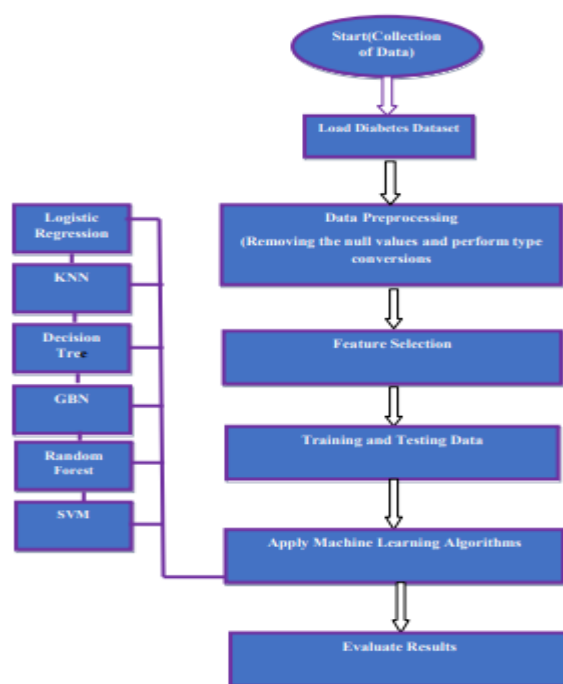 Start(Collection
of Data)
Load Diabetes Dataset
Data Preprocessing
(Removing the null values and perform type
conversions
Feature Selection
Training and Testing Data
Apply Machine Learning Algorithms
Evaluate Results
Logistic
Regression
KNN
Decision
Tree
GBN
Random
Forest
SVM